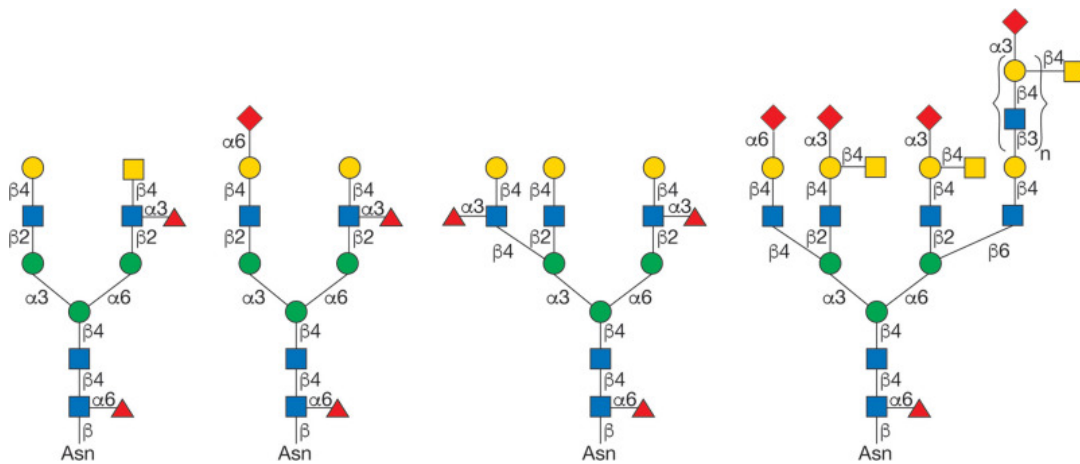 α3
β4
β4
α6 α6 α3 α3 β3 n
β4 β4
β4 β4 β4 β4 β4 β4 β4 β4 β4 β4 β4
α3 α3 α3 α3
β2 β2 β2 β2 β2 β2 β2 β2
β4 β4 β6
α3 α6 α3 α6 α3 α6 α3 α6
β4 β4 β4 β4
β4 β4 β4 β4
α6 α6 α6 α6
β β β β
Asn Asn Asn Asn